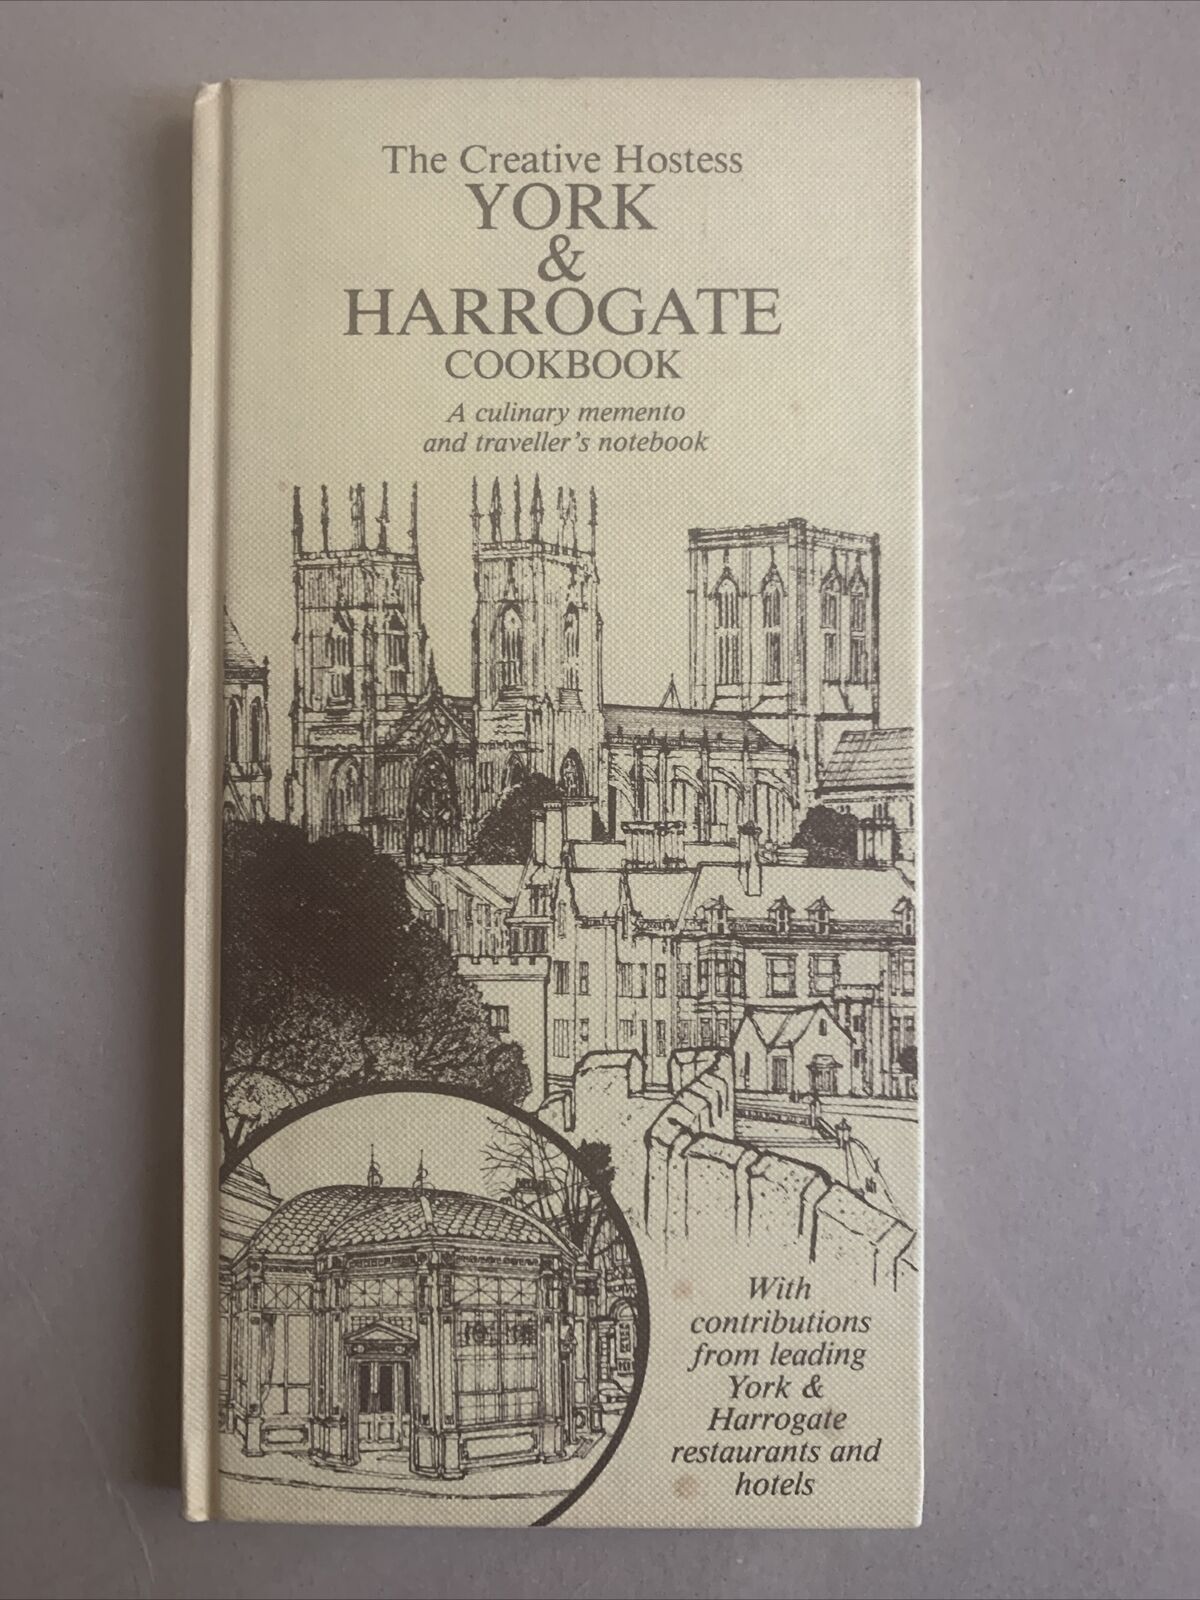 The Creative Hostess
YORK
&
HARROGATE
COOKBOOK
A culinary memento
and traveller's notebook
With
contributions
from leading
York &
Harrogate
restaurants and
hotels